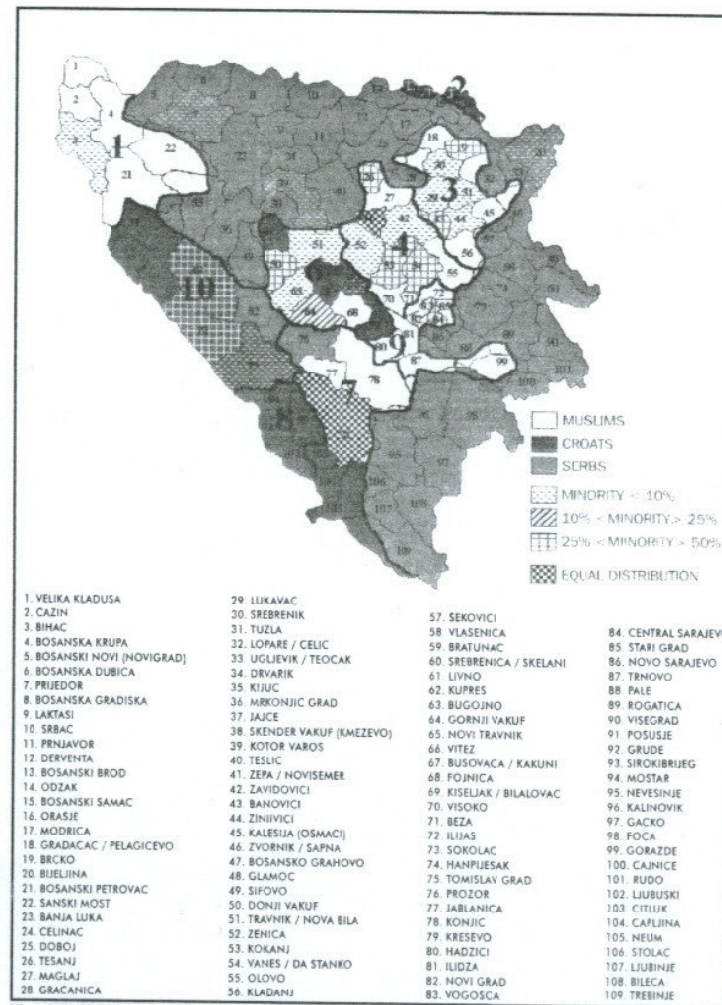 1
2
3
4
7
8
9
10
MUSLIMS
CROATS
SERBS
MINORITY < 10%
10% < MINORITY > 25%
25% < MINORITY > 50%
EQUAL DISTRIBUTION
1. VELIKA KLADUSA
2. CAZIN
3. BIHAC
4. BOSANSKA KRUPA
5. BOSANSKI NOVI (NOVIGRAD)
6. BOSANSKA DUBICA
7. PRIJEDOR
8. BOSANSKA GRADISKA
9. LAKTASI
10. SRBAC
11. PRNJAVOR
12. DERVENTA
13. BOSANSKI BROD
14. ODZAK
15. BOSANSKI SAMAC
16. ORASJE
17. MODRICA
18. GRADACAC / PELAGICEVO
19. BRCKO
20. BIJELJINA
21. BOSANSKI PETROVAC
22. SANSKI MOST
23. BANJA LUKA
24. CELINAC
25. DOBOJ
26. TESANJ
27. MAGLAJ
28. GRACANICA
29. LUKAVAC
30. SREBRENIK
31. TUZLA
32. LOPARE / CELIC
33. UGLJEVIK / TEOCAK
34. DRVARIK
35. KIJUC
36. MRKONJIC GRAD
37. JAJCE
38. SKENDER VAKUF (KMEZEVO)
39. KOTOR VAROS
40. TESLIC
41. ZEPA / NOVISEMER
42. ZAVIDOVICI
43. BANOVICI
44. ZINIIVICI
45. KALESIJA (OSMACI)
46. ZVORNIK / SAPNA
47. BOSANSKO GRAHOVO
48. GLAMOC
49. SIFOVO
50. DONJI VAKUF
51. TRAVNIK / NOVA BILA
52. ZENICA
53. KOKANJ
54. VANES / DA STANKO
55. OLOVO
56. KLADANJ
57. SEKOVICI
58. VLASENICA
59. BRATUNAC
60. SREBRENICA / SKELANI
61. LIVNO
62. KUPRES
63. BUGOJNO
64. GORNJI VAKUF
65. NOVI TRAVNIK
66. VITEZ
67. BUSOVACA / KAKUNI
68. FOJNICA
69. KISELJAK / BILALOVAC
70. VISOKO
71. BEZA
72. ILIJAS
73. SOKOLAC
74. HANPIJESAK
75. TOMISLAV GRAD
76. PROZOR
77. JABLANICA
78. KONJIC
79. KRESEVO
80. HADZICI
81. ILIDZA
82. NOVI GRAD
83. VOGOSCA
84. CENTRAL SARAJEVO
85. STARI GRAD
86. NOVO SARAJEVO
87. TRNOVO
88. PALE
89. ROGATICA
90. VISEGRAD
91. POSUSJE
92. GRUDE
93. SIROKIBRIJEG
94. MOSTAR
95. NEVESINJE
96. KALINOVIK
97. GACKO
98. FOCA
99. GORAZDE
100. CAJNICE
101. RUDO
102. LJUBUSKI
103. CITLUK
104. CAPLJINA
105. NEUM
106. STOLAC
107. LJUBINJE
108. BILECA
109. TREBINJE